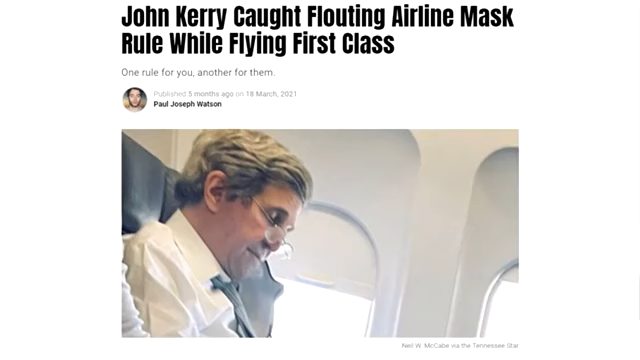 John Kerry Caught Flouting Airline Mask
Rule While Flying First Class
One rule for you, another for them.
Published 5 months ago on 18 March, 2021
Paul Joseph Watson
Neil W. McCabe via the Tennessee Star